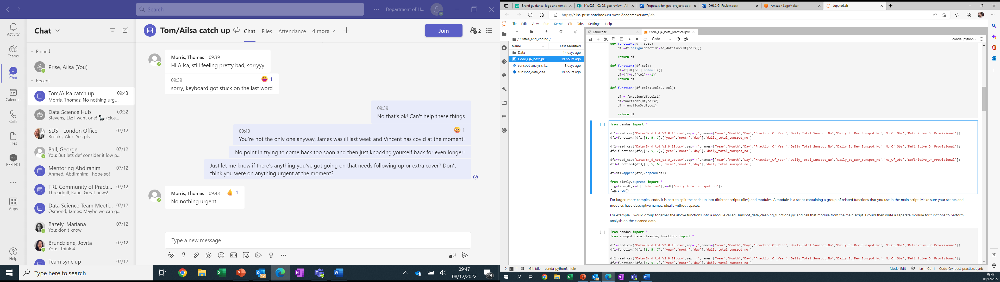 Search
Department of H...
Activity
Teams
Chat
Calendar
Calls
Files
REFLEKT
Apps
Help
Chat
Pinned
Prise, Ailsa (You)
Recent
Tom/Ailsa catch up 09:43
Morris, Thomas: No nothing urg...
Data Science Hub 09:32
Stevens, Liz: I want one! 🦕 (clos...
SDS - London Office 07/12
Brooks, Alex: Yes pls
Ball, George 07/12
You: But lets def consider it low p...
Mentoring Abdirahim 07/12
Ahmed, Abdirahim: I hope so!
TRE Community of Practi... 07/12
Threadgill, Katie: Great news!
Data Science Team Meeti... 07/12
Osmond, James: Maybe we can g...
Bazely, Mariana 07/12
You: don't know
Brundziene, Jovita 07/12
You: I think 4
Team sync up 07/12
Tom/Ailsa catch up Chat Files Attendance 4 more Join 2
Morris, Thomas 09:39
Hi Ailsa, still feeling pretty bad, sorryyy
09:39 😆 1
sorry, keyboard got stuck on the last word
09:39
No that's ok! Can't help these things
09:40 1
You're not the only one anyway, James was ill last week and Vincent has covid at the moment!
No point in trying to come back too soon and then just knocking yourself back for even longer!
Just let me know if there's anything you've got going on that needs following up or extra cover? Don't
think you were on anything urgent at the moment?
Morris, Thomas 09:43 👍 1
No nothing urgent
Type a new message
GIF
Type here to search
09:47
08/12/2022
23
Brand guidance, logo and templ
NW025 - 02 OS geo review - All
Proposals_for_geo_projects_add
DHSC GI Review.docx
Amazon SageMaker
JupyterLab
https://ailsa-prise.notebook.eu-west-2.sagemaker.aws/lab
File Edit View Run Kernel Git Tabs Settings Help
/ Coffee_and_coding /
Name Last Modified
Data 14 days ago
Code_QA_best_pr... 19 hours ago
sunspot_analysis_f... 8 days ago
sunspot_data_clea... 19 hours ago
Launcher
Code_QA_best_practice.ipyn
Code git conda_python3
def function2(df, cols):
df =df.assign(datetime=to_datetime(df[cols]))
return df
def function3(df,col):
df=df[df[col].notnull()]
df=df[~(df[col]==-1)]
return df
def function4(df,cols1,cols2, col):
df = function(df,cols1)
df=function2(df,cols2)
df =function3(df,col)
return df
[ ]: from pandas import *
df1=read_csv('Data/SN_d_tot_V2.0_18.csv',sep=';',names=['Year','Month','Day','Fraction_Of_Year','Daily_Total_Sunspot_No','Daily_St_Dev_Sunspot_No','No_Of_Obs','Definitive_Or_Provisional'])
df1=function4(df1,[3, 5, 7],['year','month','day'],'daily_total_sunspot_no')
df2=read_csv('Data/SN_d_tot_V2.0_19.csv',sep=';',names=['Year','Month','Day','Fraction_Of_Year','Daily_Total_Sunspot_No','Daily_St_Dev_Sunspot_No','No_Of_Obs','Definitive_Or_Provisional'])
df2=function4(df2,[3, 5, 7],['year','month','day'],'daily_total_sunspot_no')
df3=read_csv('Data/SN_d_tot_V2.0_20.csv',sep=';',names=['Year','Month','Day','Fraction_Of_Year','Daily_Total_Sunspot_No','Daily_St_Dev_Sunspot_No','No_Of_Obs','Definitive_Or_Provisional'])
df3=function4(df3,[3, 5, 6],['year','month','day'],'daily_total_sunspot_no')
df=df1.append(df2).append(df3)
from plotly.express import *
fig=line(df,x=df['datetime'],y=df['daily_total_sunspot_no'])
fig.show()
For larger, more complex code, it is best to split the code up into different scripts (files) and modules. A module is a script containing a group of related functions that you use in the main script. Make sure your scripts and
modules have descriptive names, ideally without spaces.
For example, I would group together the above functions into a module called 'sunspot_data_cleaning_functions.py' and call that module from the main script. I could then write a separate module for functions to perform
analysis on the cleaned data.
[ ]: from pandas import *
from sunspot_data_cleaning_functions import *
df1=read_csv('Data/SN_d_tot_V2.0_18.csv',sep=';',names=['Year','Month','Day','Fraction_Of_Year','Daily_Total_Sunspot_No','Daily_St_Dev_Sunspot_No','No_Of_Obs','Definitive_Or_Provisional'])
df1=function4(df1,[3, 5, 7],['year','month','day'],'daily_total_sunspot_no')
df2=read_csv('Data/SN_d_tot_V2.0_19.csv',sep=';',names=['Year','Month','Day','Fraction_Of_Year','Daily_Total_Sunspot_No','Daily_St_Dev_Sunspot_No','No_Of_Obs','Definitive_Or_Provisional'])
df2=function4(df2,[3, 5, 7],['year','month','day'],'daily_total_sunspot_no')
0 1 Git: idle conda_python3 | Idle Mode: Edit Ln 1, Col 1 Code_QA_best_practice.ipynb
09:47
08/12/2022